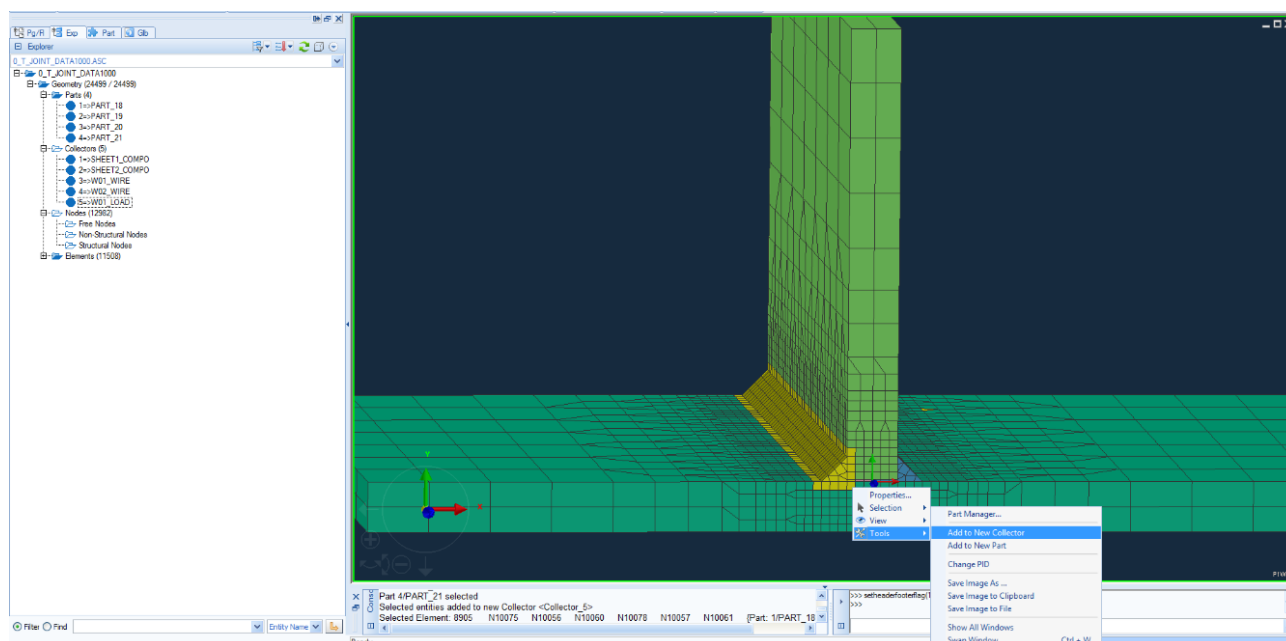 Pg/R Exp Part Glb
Explorer
0_T_JOINT_DATA1000.ASC
0_T_JOINT_DATA1000
Geometry (24499 / 24499)
Parts (4)
1=>PART_18
2=>PART_19
3=>PART_20
4=>PART_21
Collectors (5)
1=>SHEET1_COMPO
2=>SHEET2_COMPO
3=>W01_WIRE
4=>W02_WIRE
5=>W01_LOAD
Nodes (12982)
Free Nodes
Non-Structural Nodes
Structural Nodes
Elements (11508)
Y
X
Properties...
Selection
View
Tools
Part Manager...
Add to New Collector
Add to New Part
Change PID
Save Image As ...
Save Image to Clipboard
Save Image to File
Show All Windows
Swap Window Ctrl + W
Part 4/PART_21 selected
Selected entities added to new Collector <Collector_5>
Selected Element: 8905 N10075 N10056 N10060 N10078 N10057 N10061 {Part: 1/PART_18
>>> setheaderfooterflag(
>>>
Filter Find Entity Name